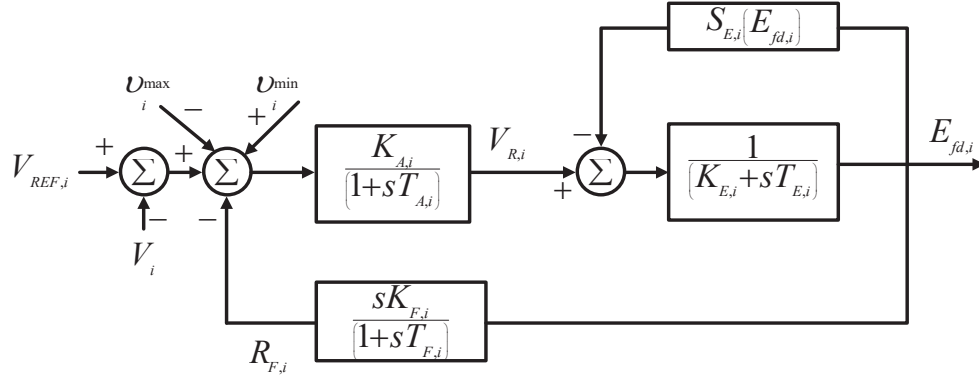 S_{E,i}(E_{fd,i})
υ_i^{max}
−
υ_i^{min}
+
V_{REF,i}
+
Σ
+
Σ
K_{A,i}
(1+sT_{A,i})
V_{R,i}
−
+
Σ
1
(K_{E,i}+sT_{E,i})
E_{fd,i}
−
V_i
−
R_{F,i}
sK_{F,i}
(1+sT_{F,i})